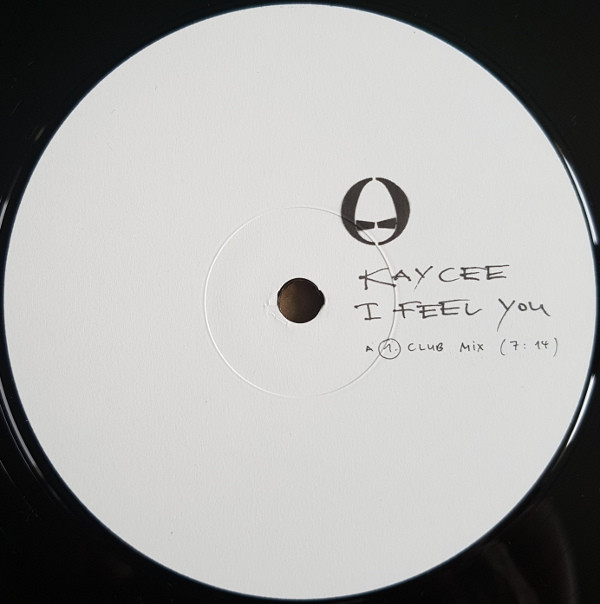 KAYCEE
I FEEL YOU
A 1. CLUB MIX (7:14)